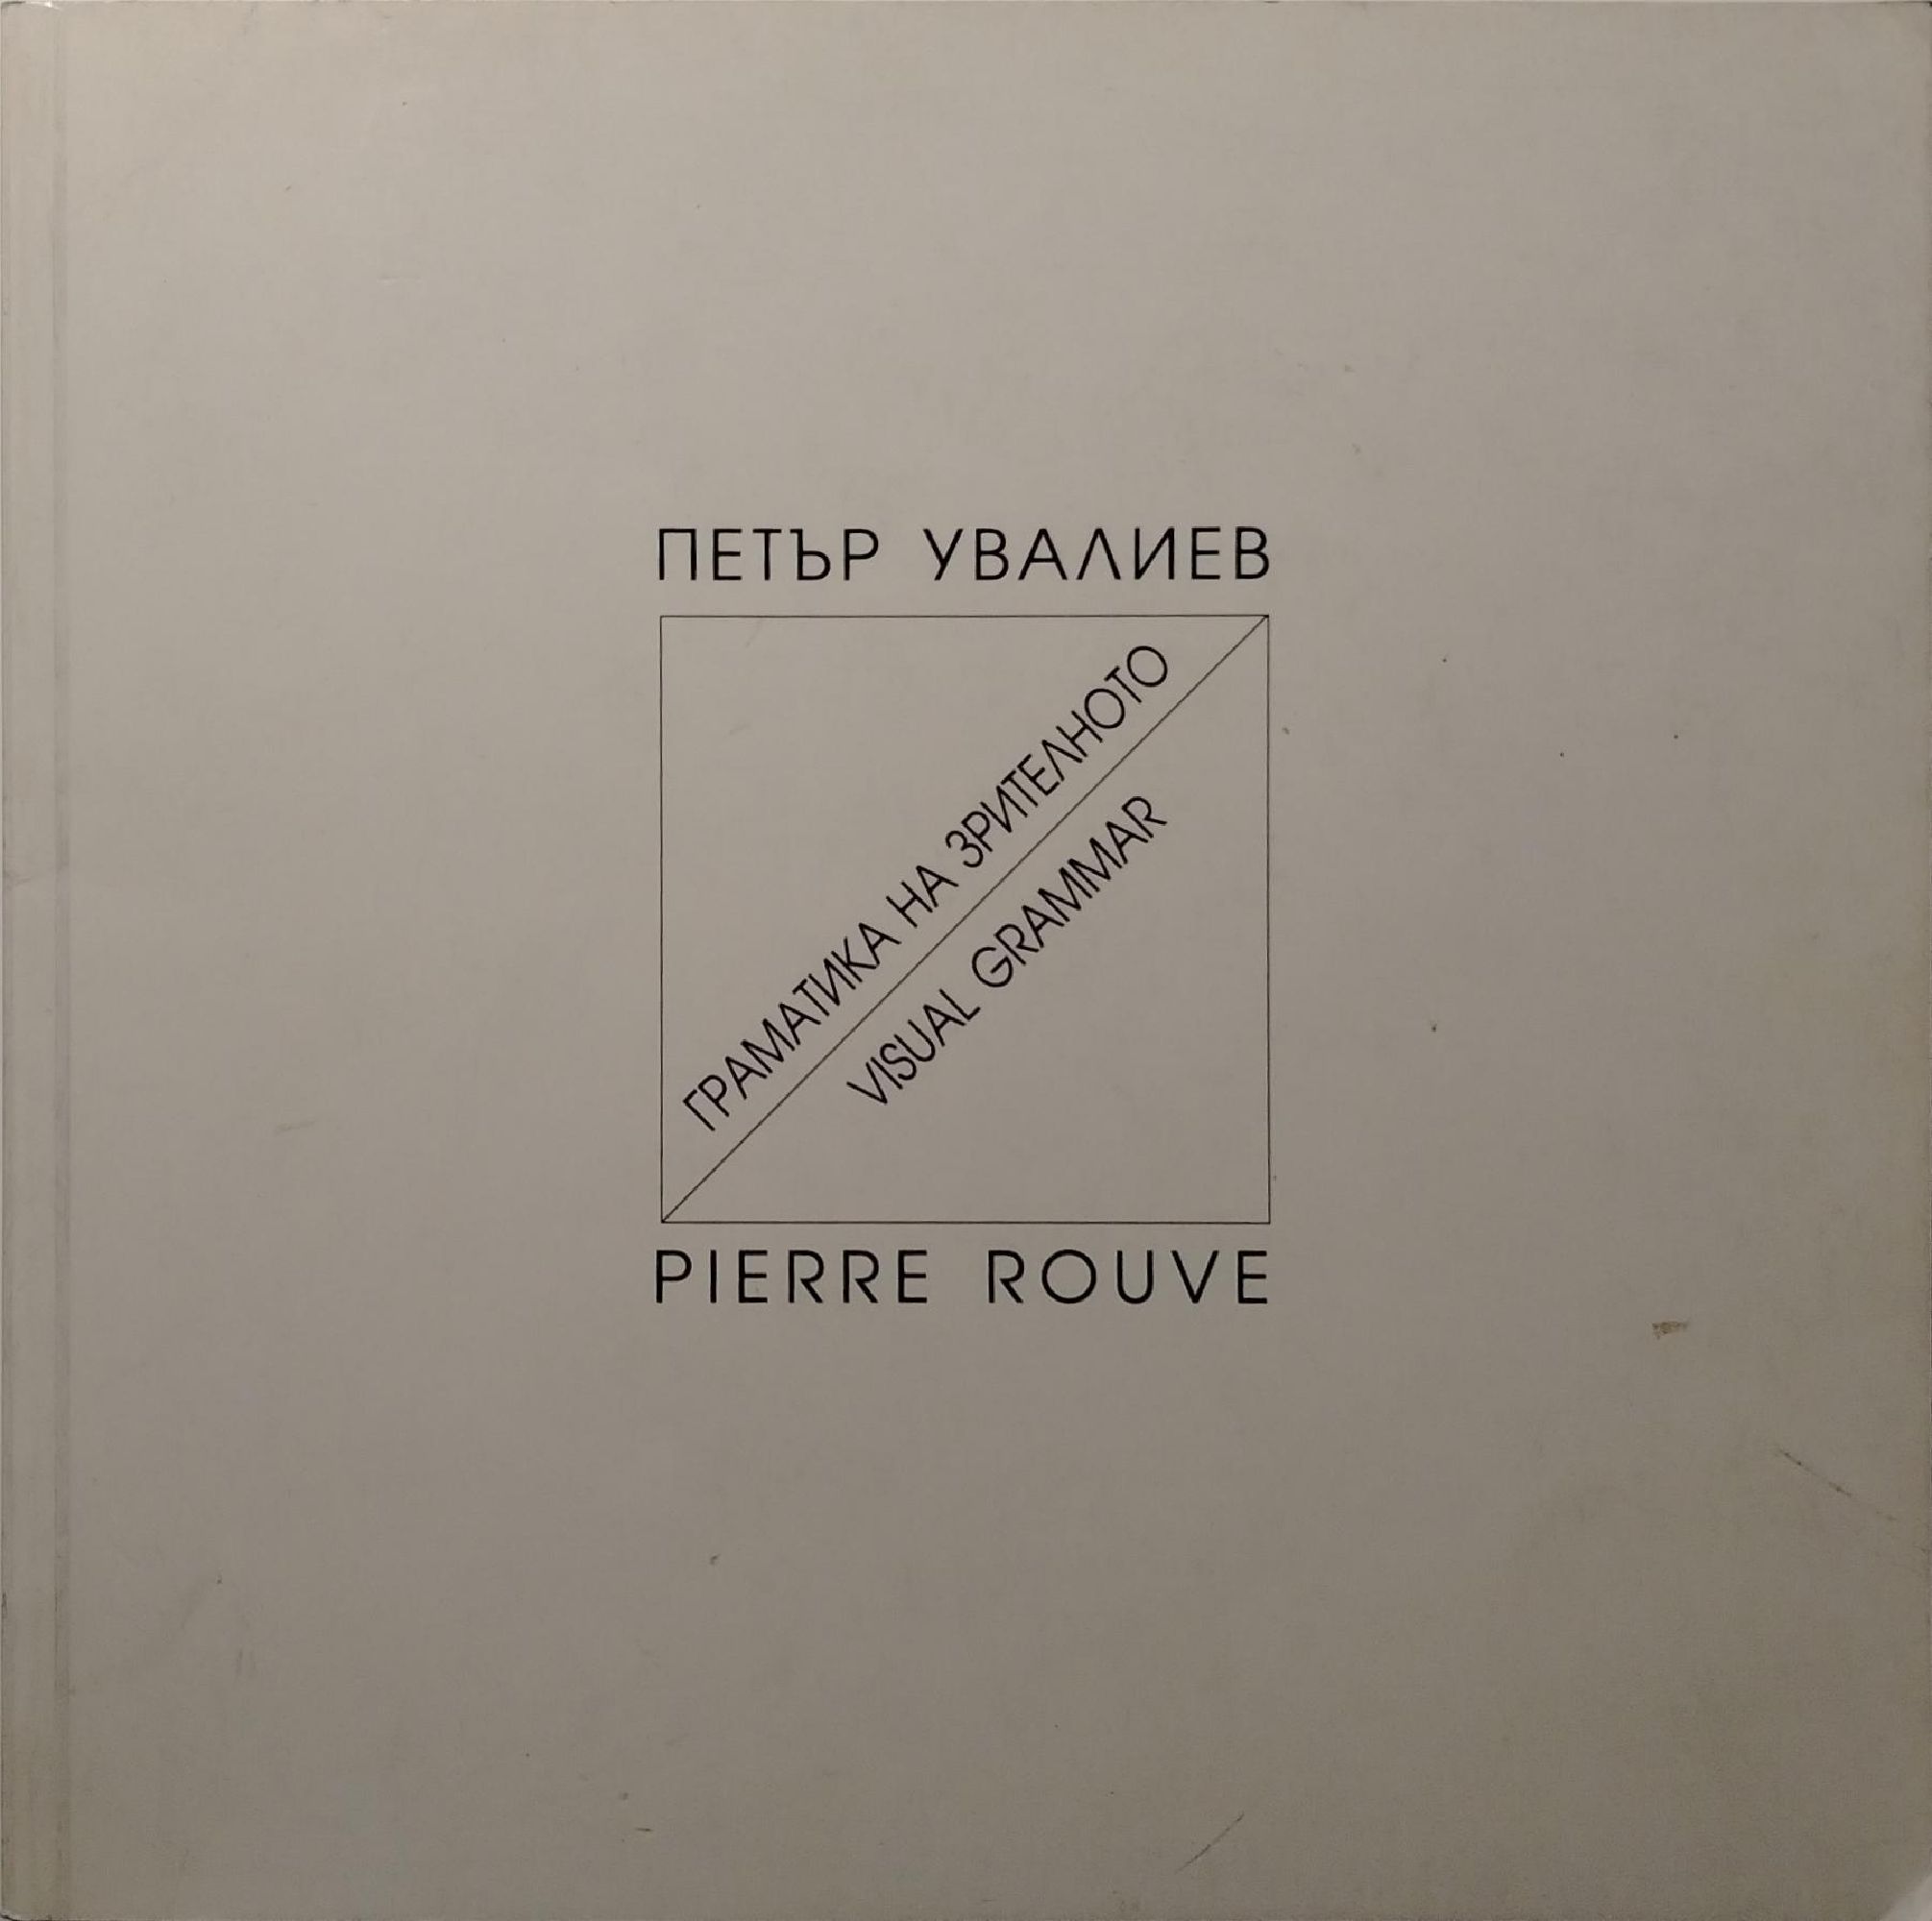 ПЕТЪР УВАЛИЕВ
ГРАМАТИКА НА ЗРИТЕЛНОТО
VISUAL GRAMMAR
PIERRE ROUVE